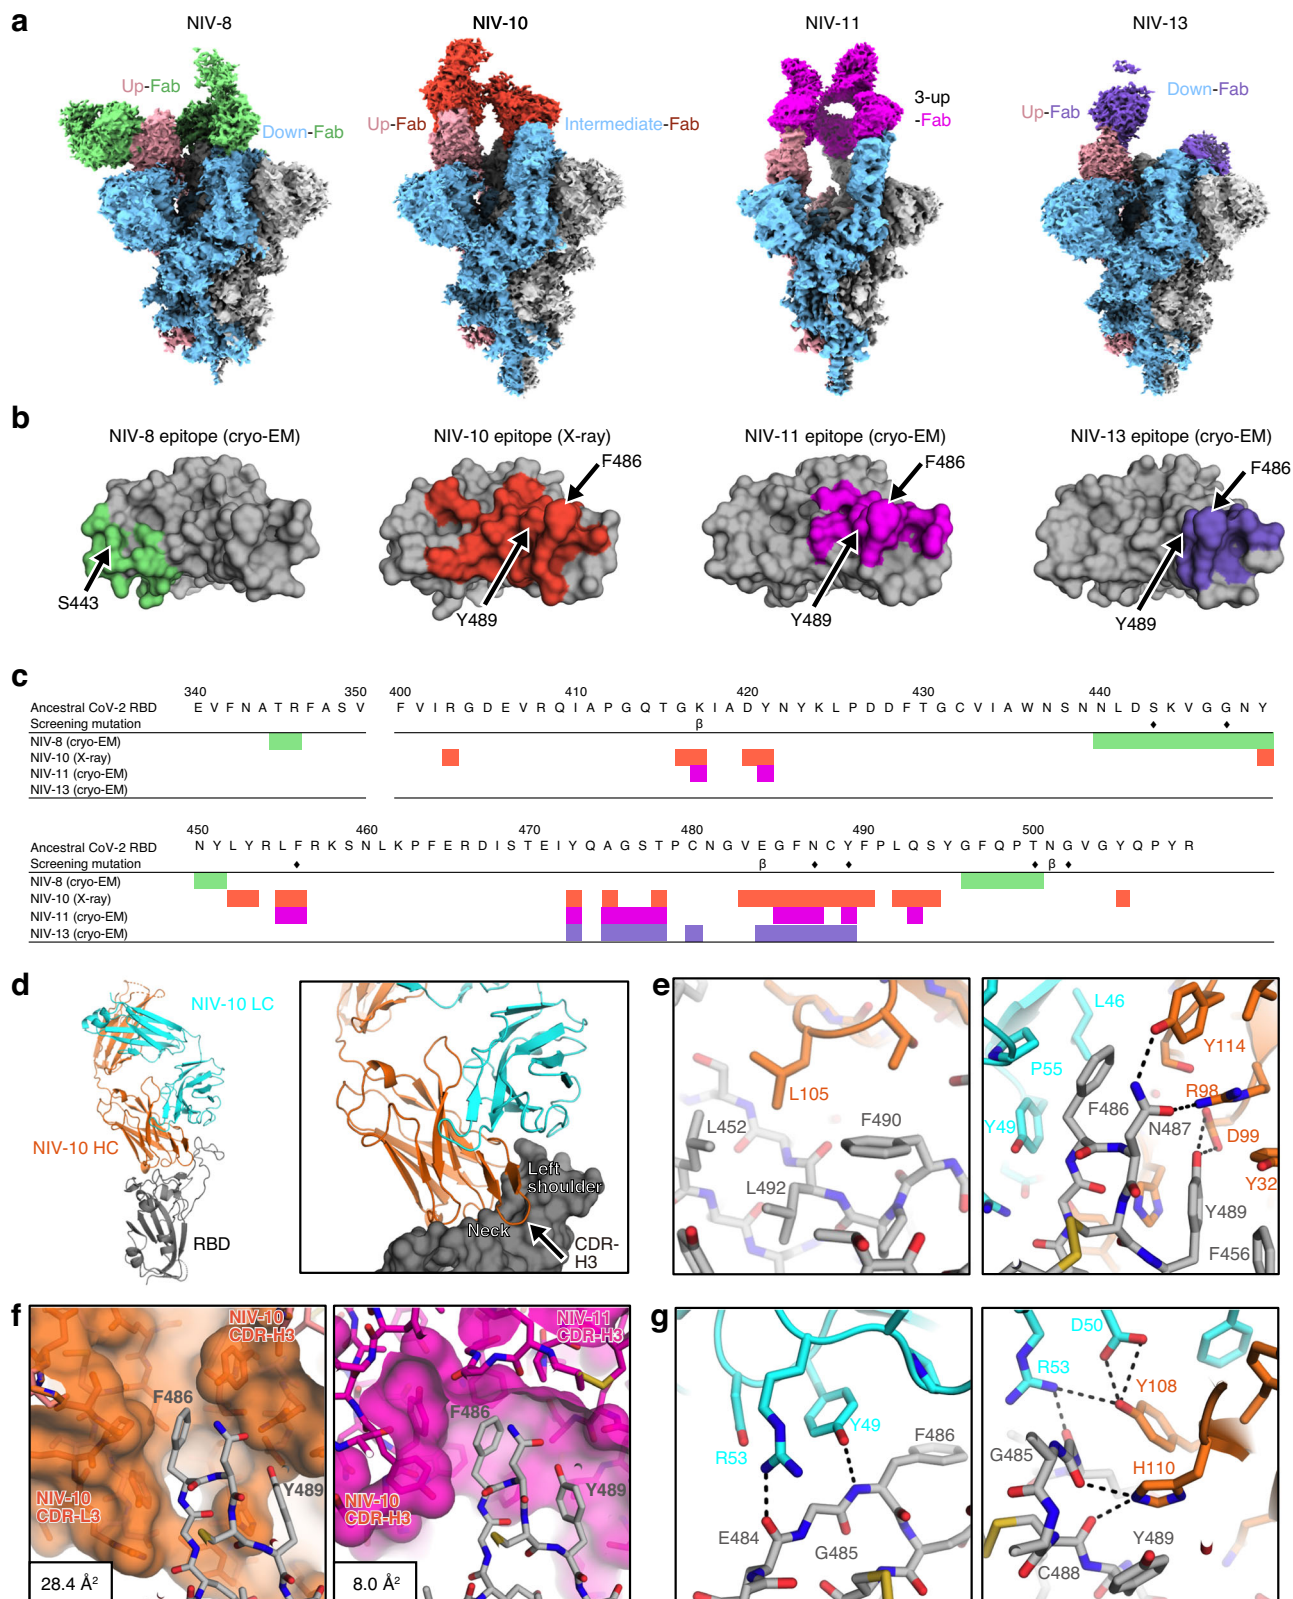 a
NIV-8
NIV-10
NIV-11
NIV-13
Up-Fab
Down-Fab
Up-Fab
Intermediate-Fab
3-up
-Fab
Up-Fab
Down-Fab
b
NIV-8 epitope (cryo-EM)
NIV-10 epitope (X-ray)
NIV-11 epitope (cryo-EM)
NIV-13 epitope (cryo-EM)
S443
F486
Y489
F486
Y489
F486
Y489
c
340 350 400 410 420 430 440
Ancestral CoV-2 RBD E V F N A T R F A S V F V I R G D E V R Q I A P G Q T G K I A D Y N Y K L P D D F T G C V I A W N S N N L D S K V G G N Y
Screening mutation β ♦ ♦
NIV-8 (cryo-EM)
NIV-10 (X-ray)
NIV-11 (cryo-EM)
NIV-13 (cryo-EM)
450 460 470 480 490 500
Ancestral CoV-2 RBD N Y L Y R L F R K S N L K P F E R D I S T E I Y Q A G S T P C N G V E G F N C Y F P L Q S Y G F Q P T N G V G Y Q P Y R
Screening mutation ♦ β ♦ ♦ ♦ β ♦
NIV-8 (cryo-EM)
NIV-10 (X-ray)
NIV-11 (cryo-EM)
NIV-13 (cryo-EM)
d
NIV-10 LC
NIV-10 HC
RBD
Left
shoulder
Neck
CDR-
H3
e
L105
L452
F490
L492
L46
P55
Y114
F486
R98
N487
Y49
D99
Y32
Y489
F456
f
NIV-10
CDR-H3
F486
NIV-10
CDR-L3
Y489
28.4 Å²
NIV-11
CDR-H3
F486
NIV-10
CDR-H3
Y489
8.0 Å²
g
Y49
R53
F486
E484
G485
D50
R53
Y108
G485
H110
Y489
C488